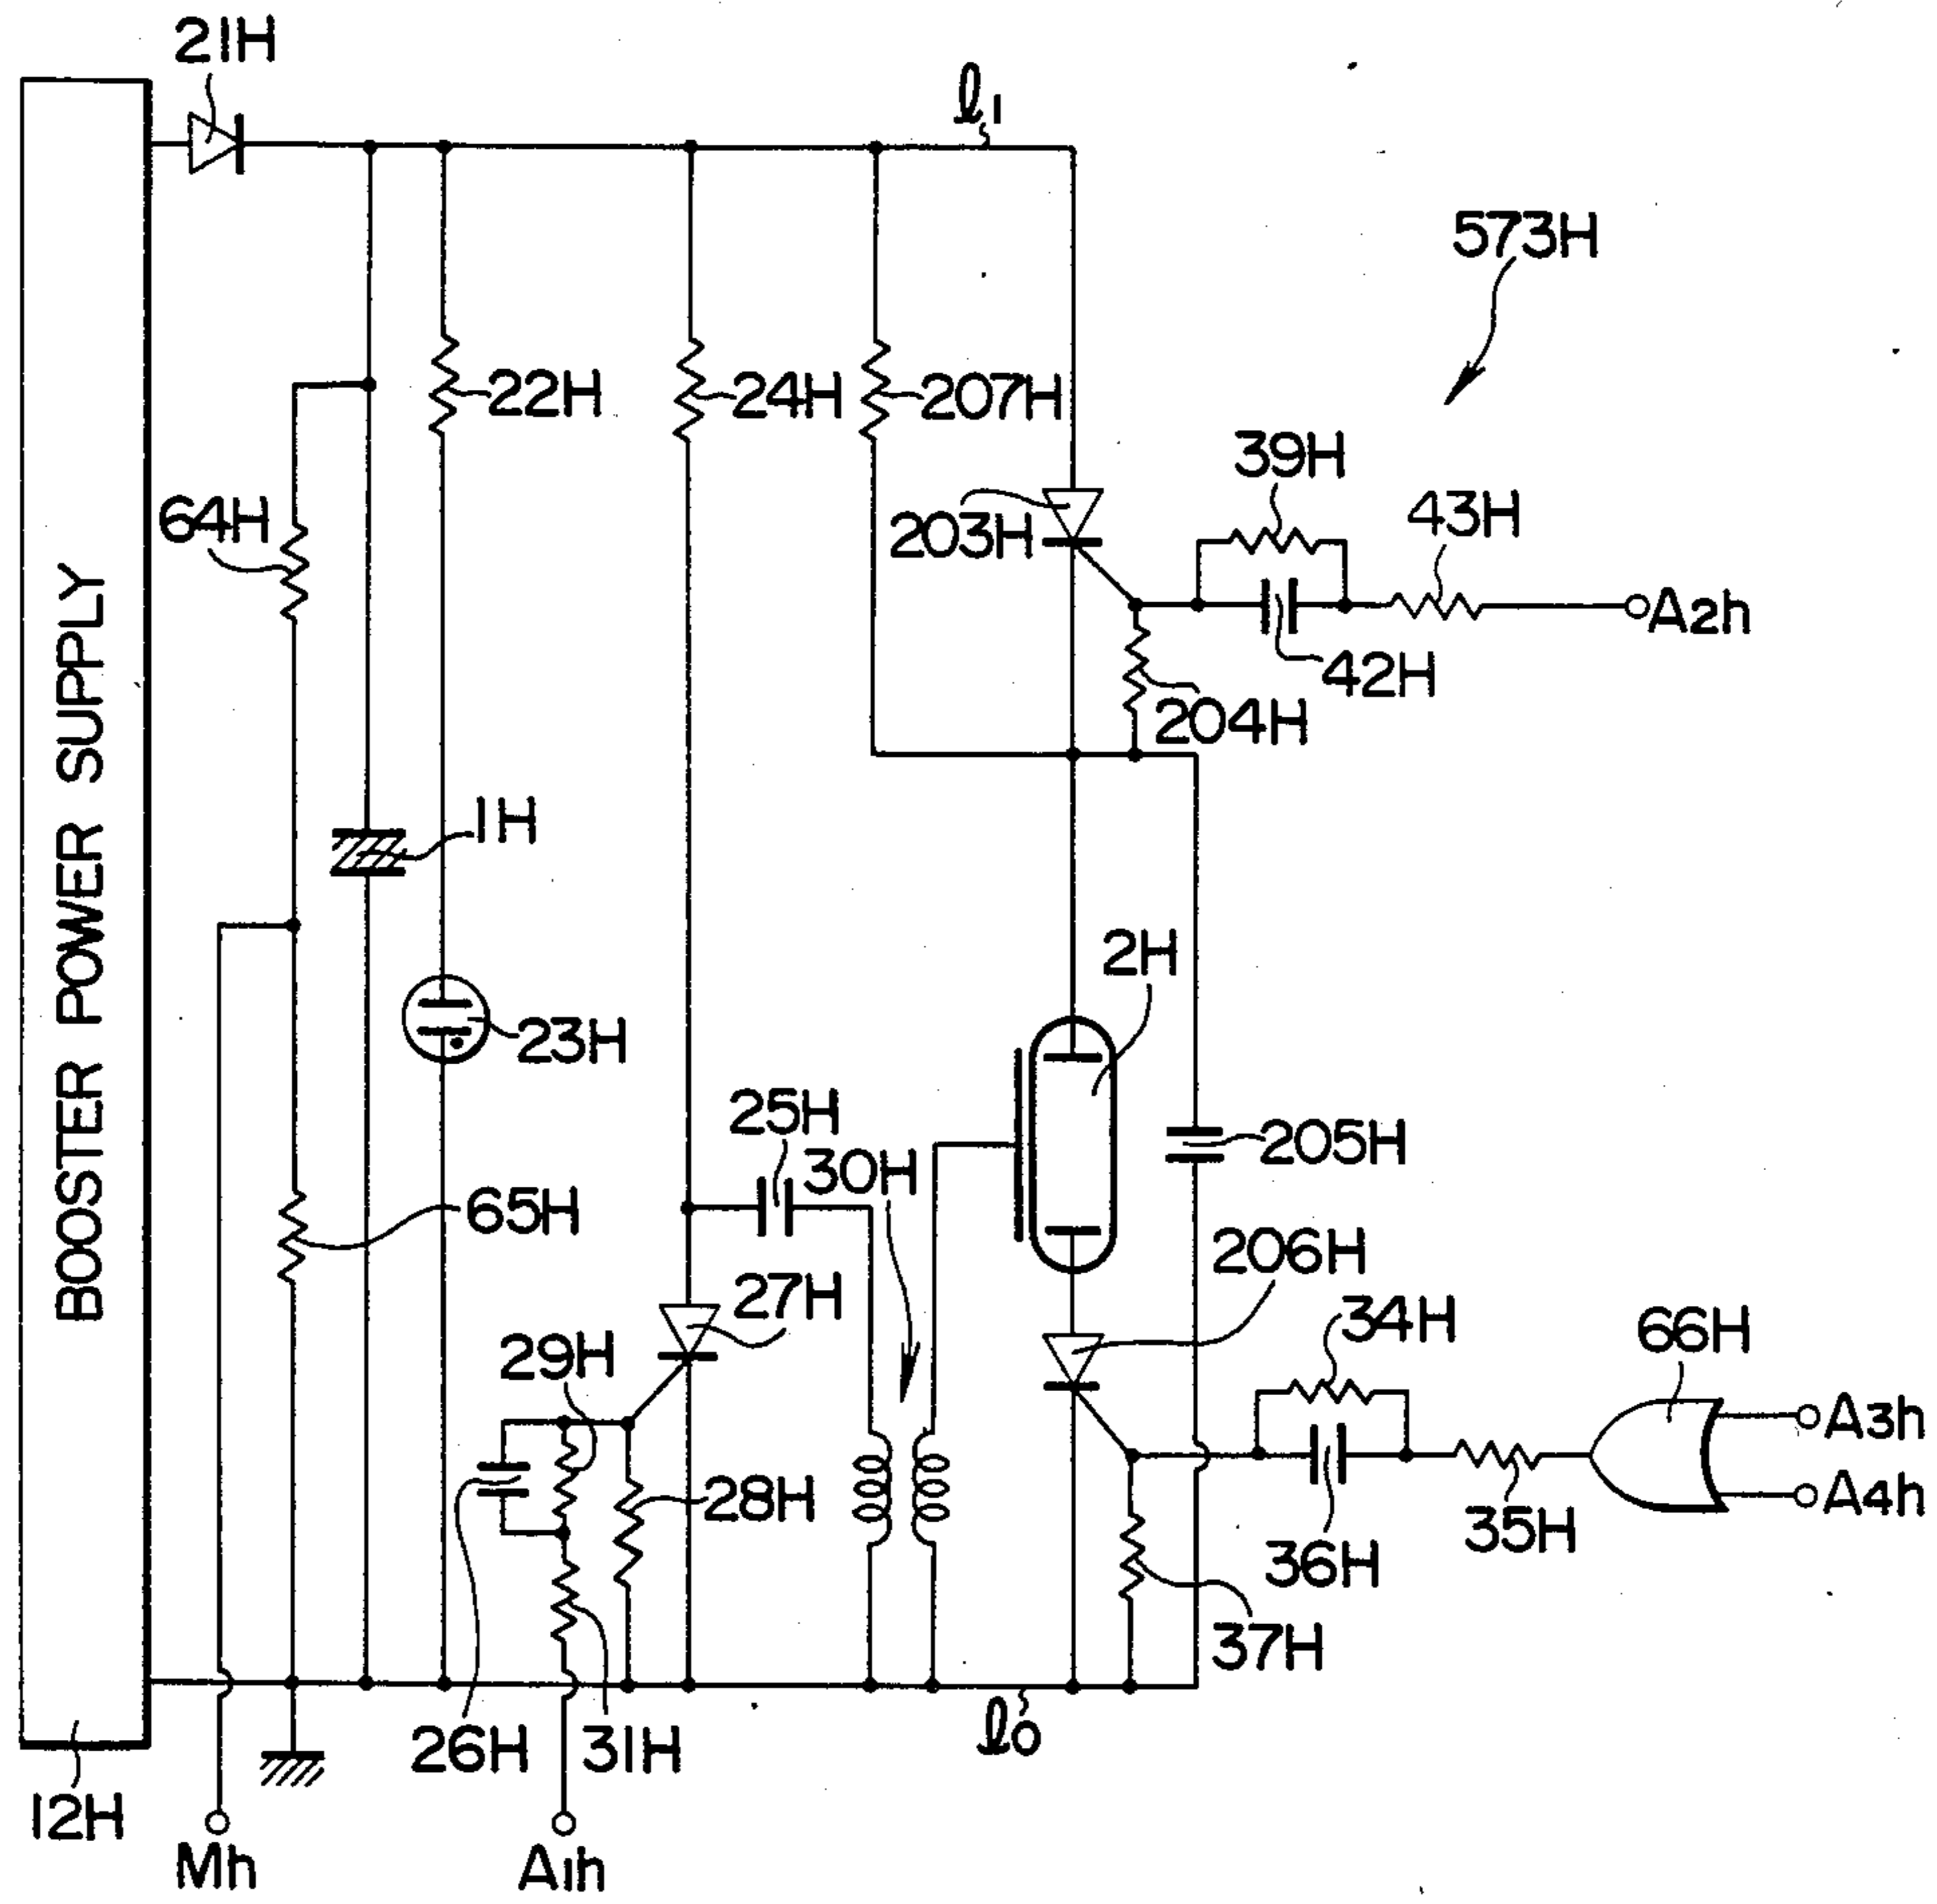 21H
l1
573H
22H
24H
207H
39H
43H
64H
203H
A2h
42H
204H
BOOSTER POWER SUPPLY
1H
2H
23H
25H
205H
30H
65H
206H
27H
34H
66H
29H
A3h
28H
A4h
35H
36H
37H
26H
31H
l0
12H
Mh
A1h